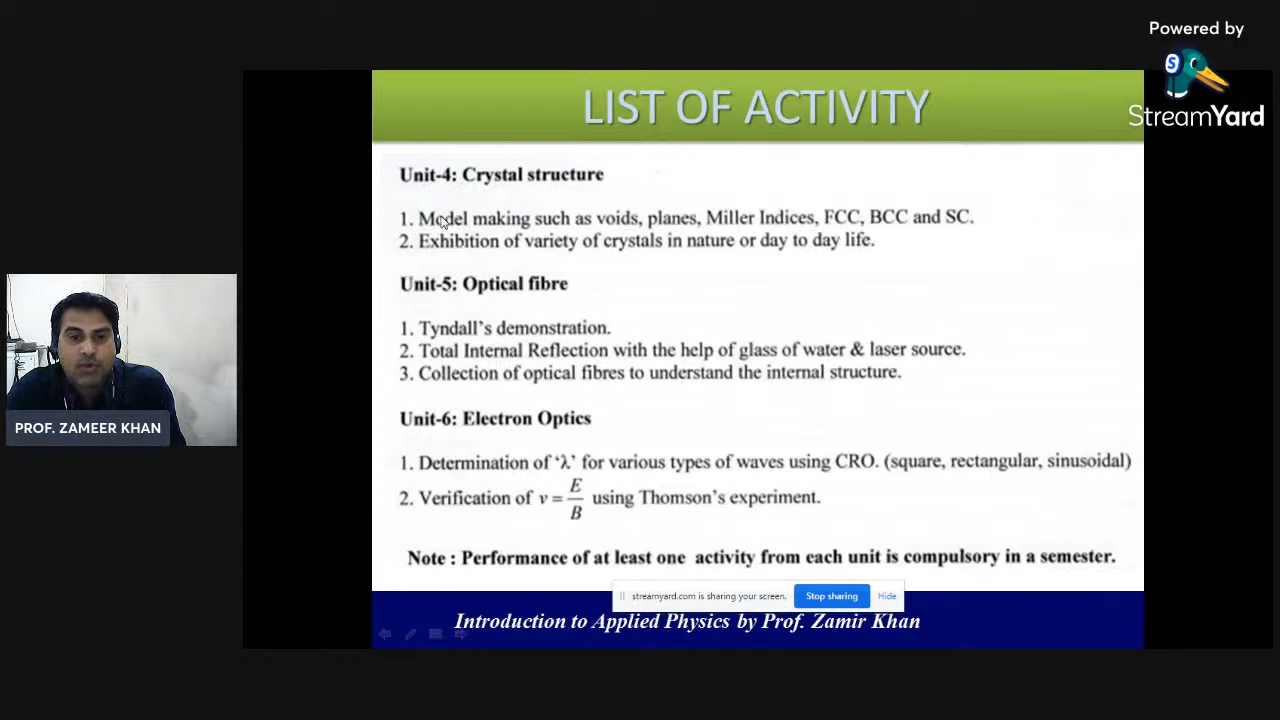 Powered by
StreamYard
LIST OF ACTIVITY
Unit-4: Crystal structure
1. Model making such as voids, planes, Miller Indices, FCC, BCC and SC.
2. Exhibition of variety of crystals in nature or day to day life.
Unit-5: Optical fibre
1. Tyndall's demonstration.
2. Total Internal Reflection with the help of glass of water & laser source.
3. Collection of optical fibres to understand the internal structure.
PROF. ZAMEER KHAN
Unit-6: Electron Optics
1. Determination of 'λ' for various types of waves using CRO. (square, rectangular, sinusoidal)
2. Verification of v = E/B using Thomson's experiment.
Note : Performance of at least one activity from each unit is compulsory in a semester.
streamyard.com is sharing your screen. Stop sharing Hide
Introduction to Applied Physics by Prof. Zamir Khan